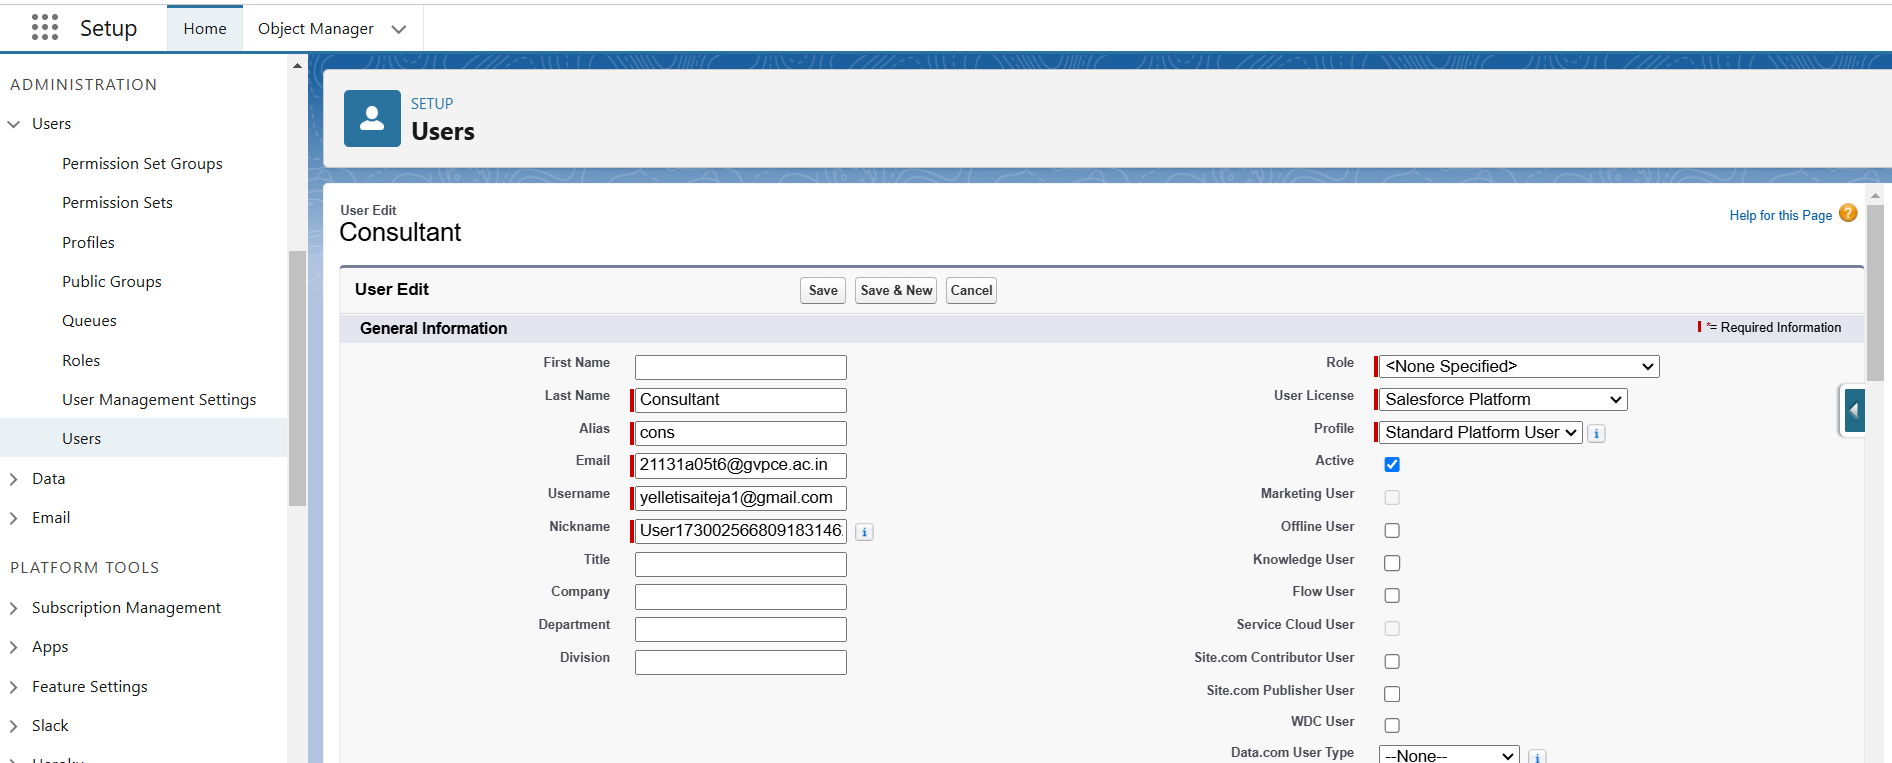 Setup
Home
Object Manager
ADMINISTRATION
Users
Permission Set Groups
Permission Sets
Profiles
Public Groups
Queues
Roles
User Management Settings
Users
Data
Email
PLATFORM TOOLS
Subscription Management
Apps
Feature Settings
Slack
Heroku
SETUP
Users
User Edit
Consultant
Help for this Page ?
User Edit
Save
Save & New
Cancel
General Information
*= Required Information
First Name
Last Name Consultant
Alias cons
Email 21131a05t6@gvpce.ac.in
Username yelletisaiteja1@gmail.com
Nickname User17300256680918314​6 i
Title
Company
Department
Division
Role <None Specified>
User License Salesforce Platform
Profile Standard Platform User i
Active
Marketing User
Offline User
Knowledge User
Flow User
Service Cloud User
Site.com Contributor User
Site.com Publisher User
WDC User
Data.com User Type --None-- i